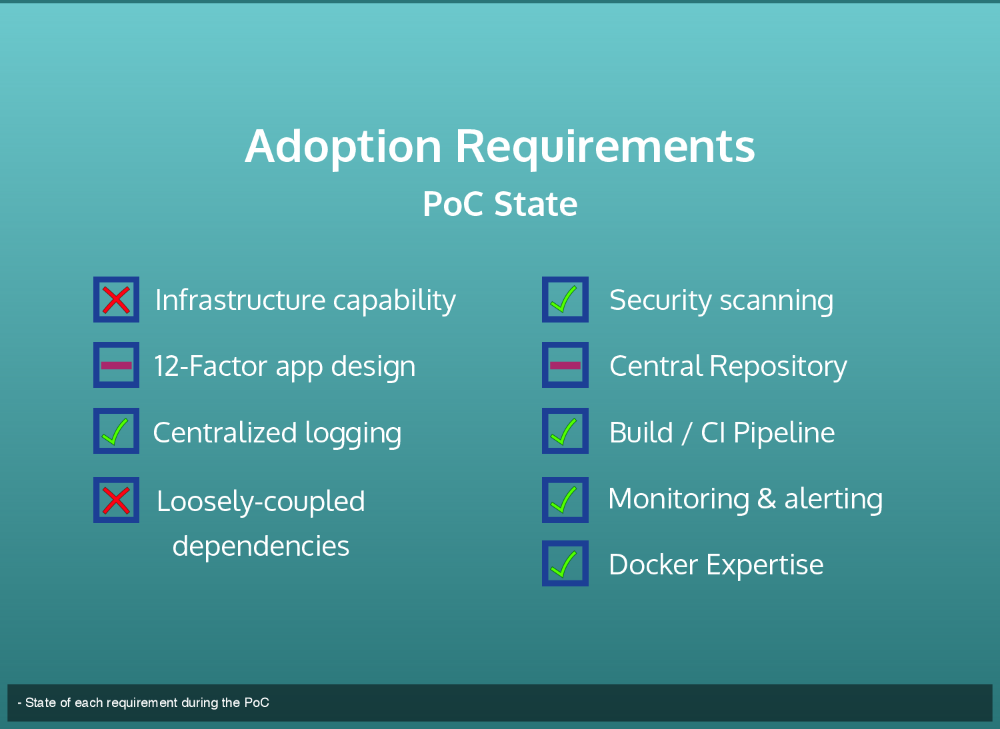 Adoption Requirements
PoC State
Infrastructure capability
12-Factor app design
Centralized logging
Loosely-coupled
dependencies
Security scanning
Central Repository
Build / CI Pipeline
Monitoring & alerting
Docker Expertise
- State of each requirement during the PoC